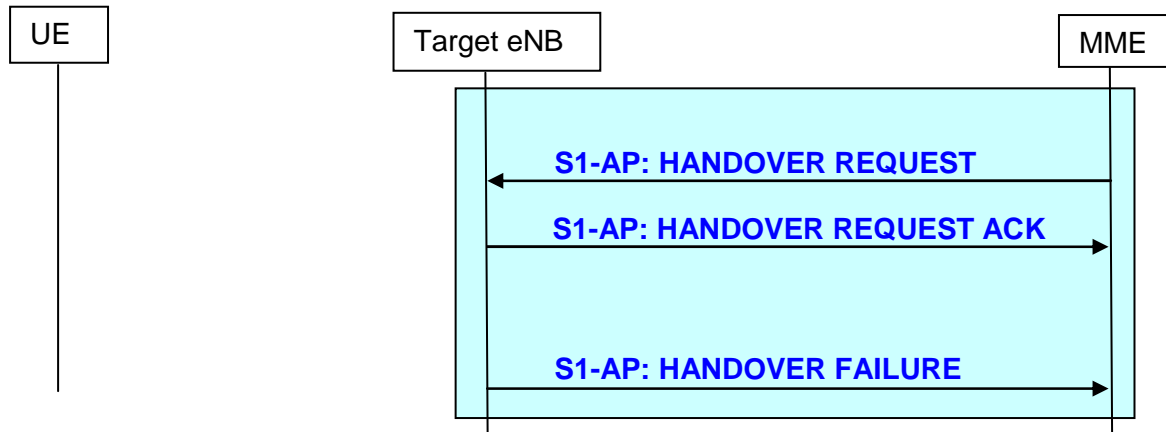 UE
Target eNB
MME
S1-AP: HANDOVER REQUEST
S1-AP: HANDOVER REQUEST ACK
S1-AP: HANDOVER FAILURE